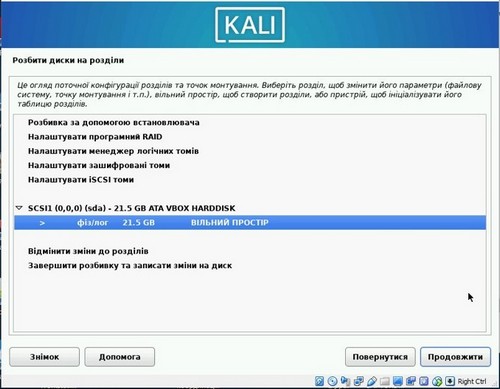 KALI
Розбити диски на розділи
Це огляд поточної конфігурації розділів та точок монтування. Виберіть розділ, щоб змінити його параметри (файлову
систему, точку монтування і т.п.), вільний простір, щоб створити розділи, або пристрій, щоб ініціалізувати його
таблицю розділів.
Розбивка за допомогою встановлювача
Налаштувати програмний RAID
Налаштувати менеджер логічних томів
Налаштувати зашифровані томи
Налаштувати iSCSI томи
SCSI1 (0,0,0) (sda) - 21.5 GB ATA VBOX HARDDISK
> фіз/лог 21.5 GB ВІЛЬНИЙ ПРОСТІР
Відмінити зміни до розділів
Завершити розбивку та записати зміни на диск
Знімок Допомога Повернутися Продовжити
Right Ctrl